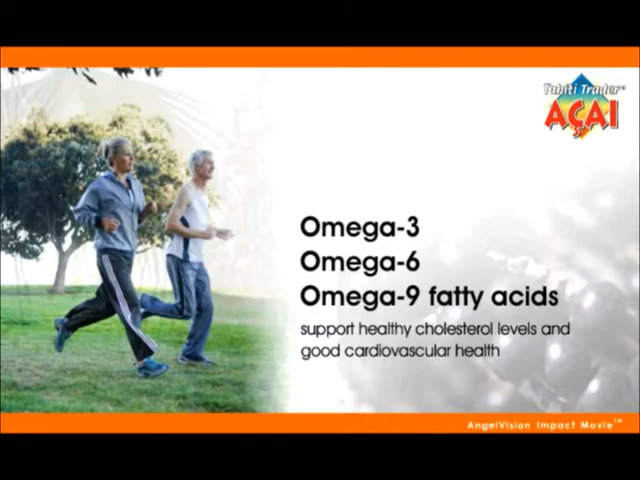 Tahiti Trader®
AÇAI
Omega-3
Omega-6
Omega-9 fatty acids
support healthy cholesterol levels and
good cardiovascular health
AngelVision Impact Movie™